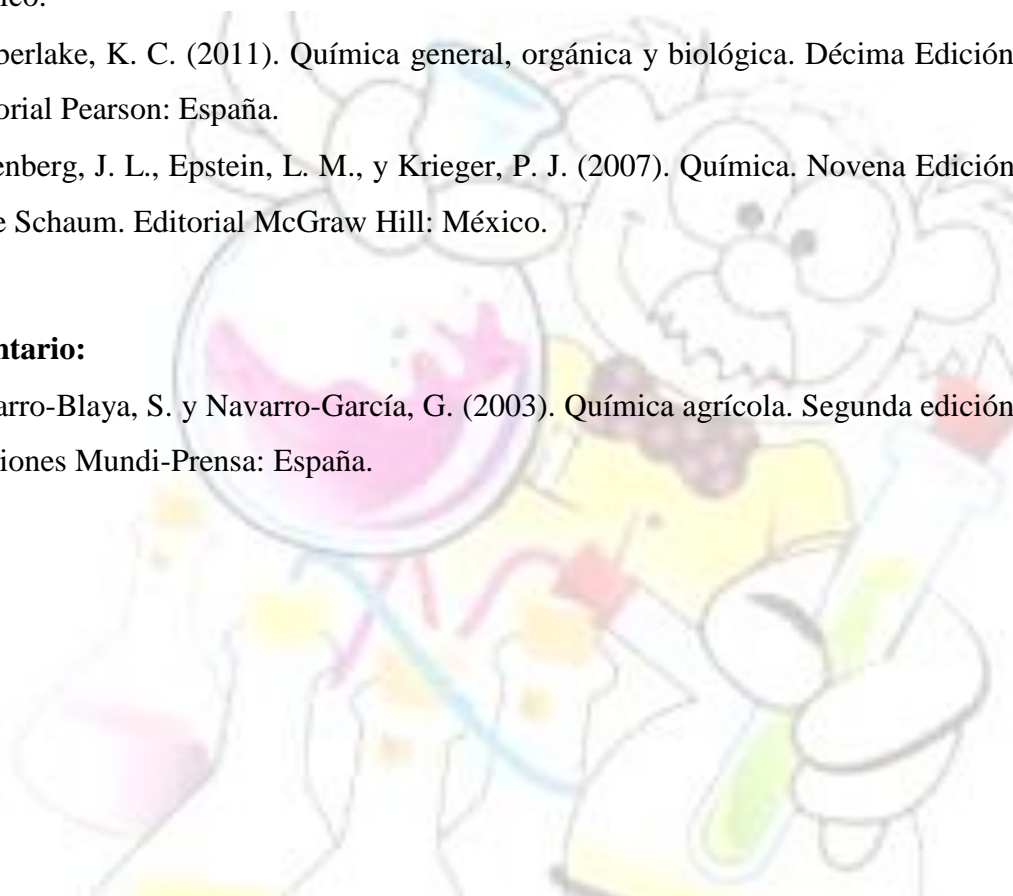 ico.
berlake, K. C. (2011). Química general, orgánica y biológica. Décima Edición
orial Pearson: España.
enberg, J. L., Epstein, L. M., y Krieger, P. J. (2007). Química. Novena Edición
e Schaum. Editorial McGraw Hill: México.
ntario:
arro-Blaya, S. y Navarro-García, G. (2003). Química agrícola. Segunda edición
iones Mundi-Prensa: España.